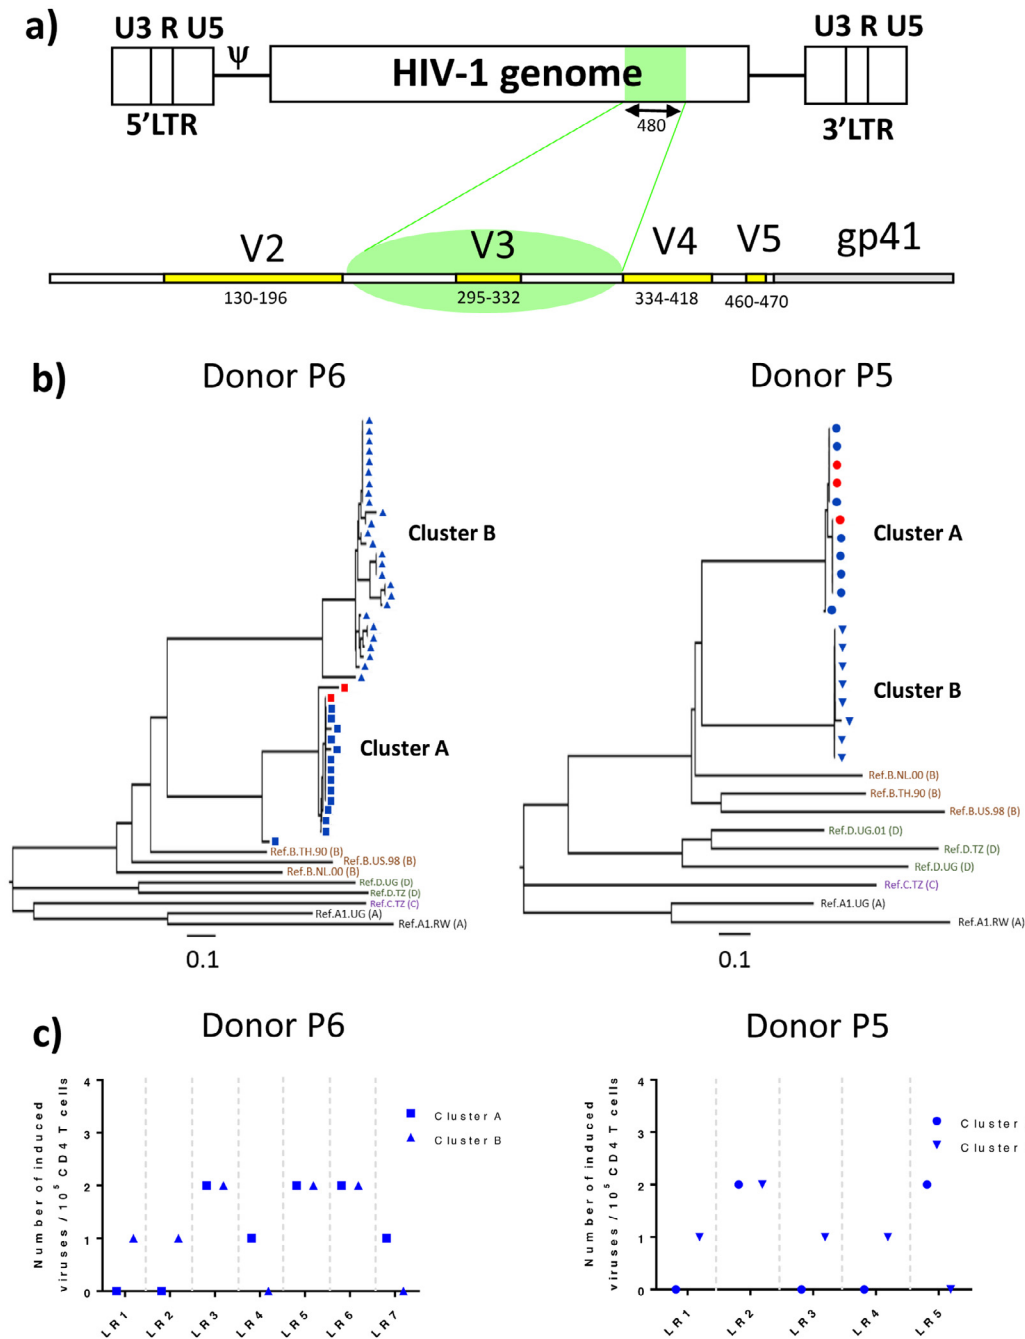 a)
U3 R U5
ψ
HIV-1 genome
U3 R U5
5'LTR
480
3'LTR
V2
V3
V4
V5
gp41
130-196
295-332
334-418
460-470
b)
Donor P6
Donor P5
Cluster B
Cluster A
Ref.B.TH.90 (B)
Ref.B.US.98 (B)
Ref.B.NL.00 (B)
Ref.D.UG (D)
Ref.D.TZ (D)
Ref.C.TZ (C)
Ref.A1.UG (A)
Ref.A1.RW (A)
0.1
Cluster A
Cluster B
Ref.B.NL.00 (B)
Ref.B.TH.90 (B)
Ref.B.US.98 (B)
Ref.D.UG.01 (D)
Ref.D.TZ (D)
Ref.D.UG (D)
Ref.C.TZ (C)
Ref.A1.UG (A)
Ref.A1.RW (A)
0.1
c)
Donor P6
Number of induced
viruses / 10⁵ CD4 T cells
4
3
2
1
0
LR1
LR2
LR3
LR4
LR5
LR6
LR7
Cluster A
Cluster B
Donor P5
Number of induced
viruses / 10⁵ CD4 T cells
4
3
2
1
0
LR1
LR2
LR3
LR4
LR5
Cluster
Cluster